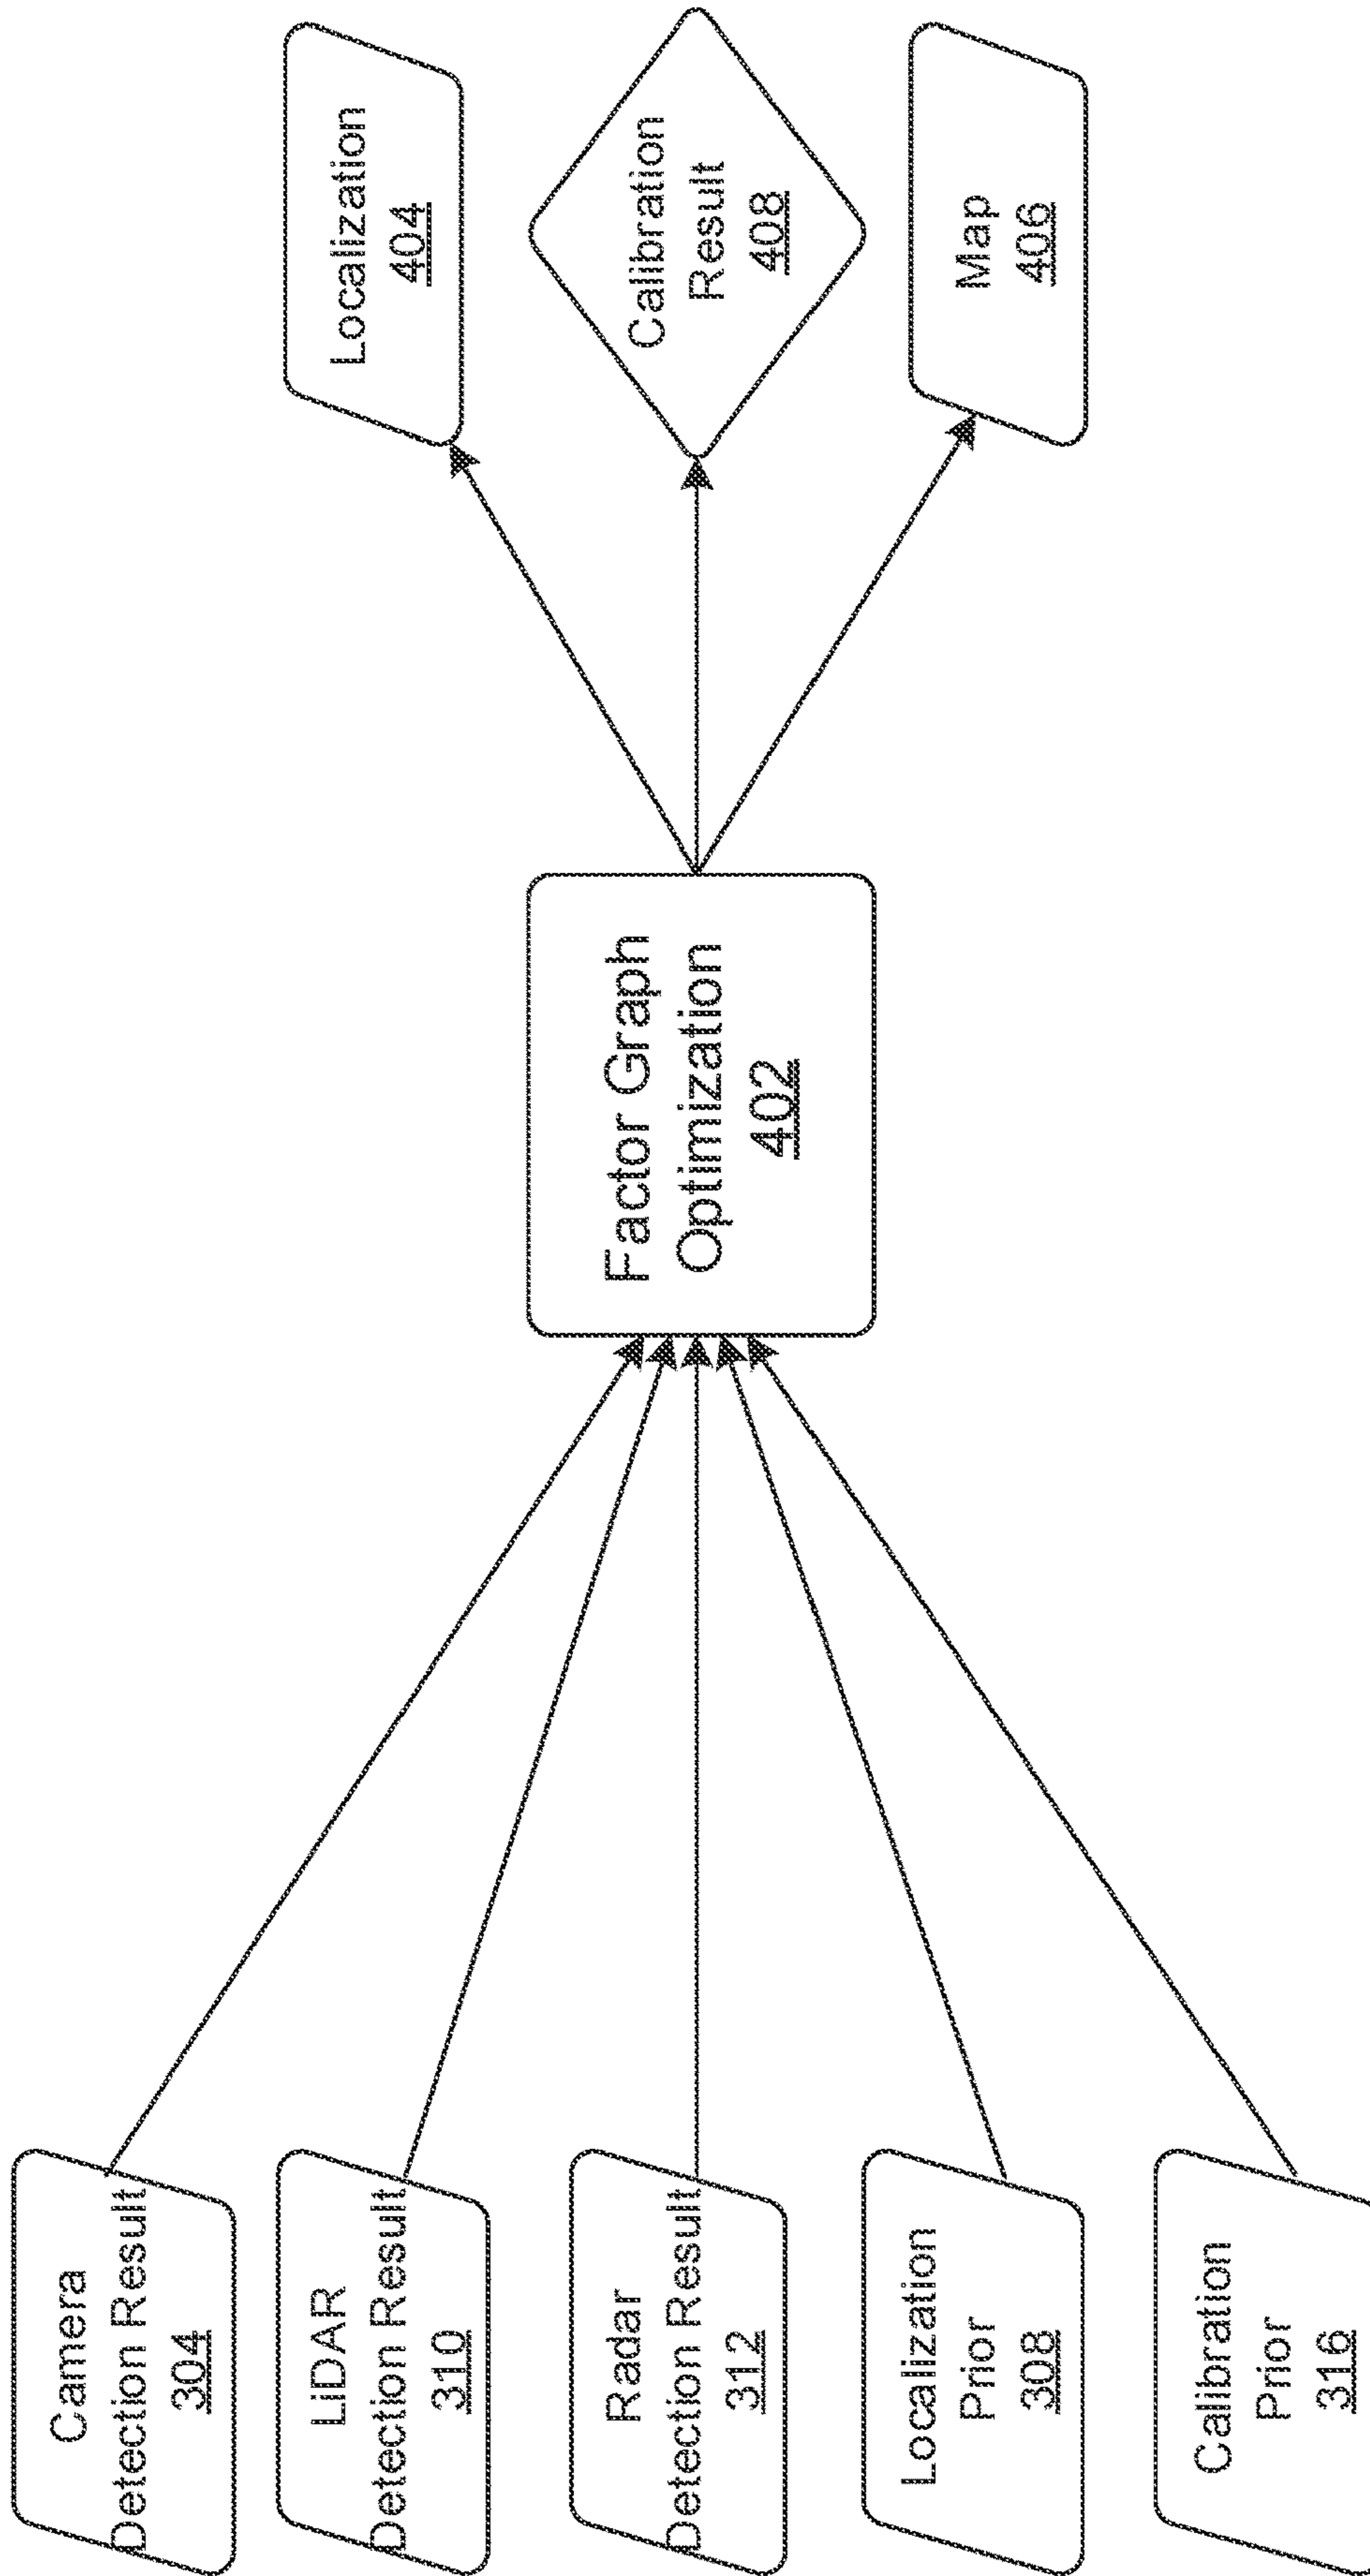 Camera
Detection Result
304
LiDAR
Detection Result
310
Radar
Detection Result
312
Localization
Prior
308
Calibration
Prior
316
Factor Graph
Optimization
402
Localization
404
Calibration
Result
408
Map
406